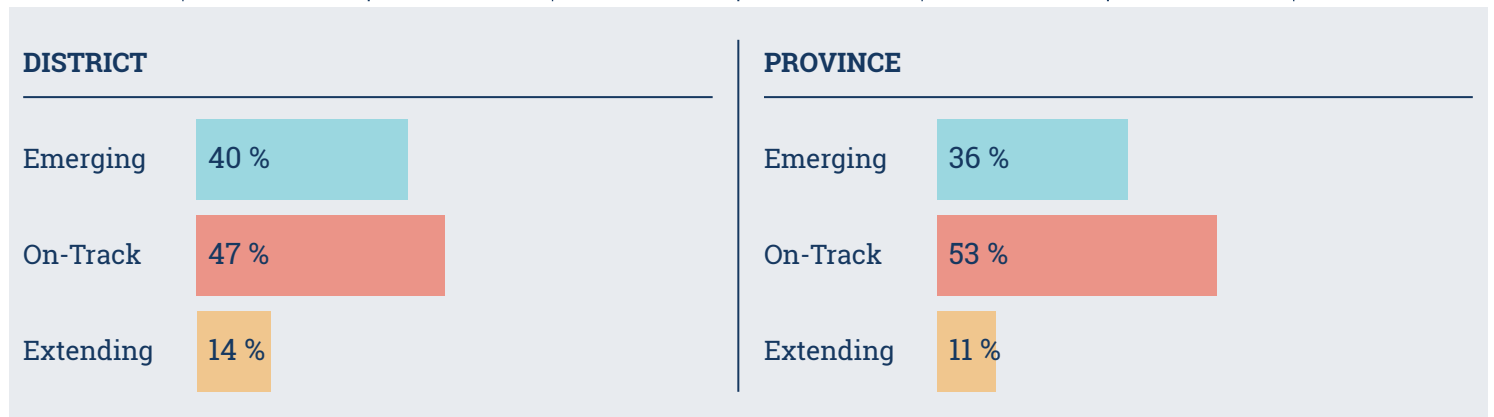 DISTRICT
Emerging 40 %
On-Track 47 %
Extending 14 %
PROVINCE
Emerging 36 %
On-Track 53 %
Extending 11 %